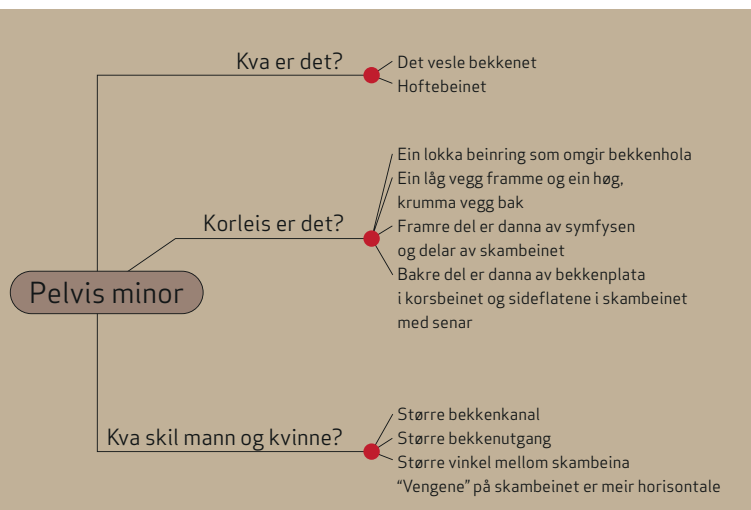 Kva er det?
Det vesle bekkenet
Hoftebeinet
Ein lokka beinring som omgir bekkenhola
Ein låg vegg framme og ein høg,
krumma vegg bak
Korleis er det?
Framre del er danna av symfysen
og delar av skambeinet
Bakre del er danna av bekkenplata
i korsbeinet og sideflatene i skambeinet
med senar
Pelvis minor
Kva skil mann og kvinne?
Større bekkenkanal
Større bekkenutgang
Større vinkel mellom skambeina
“Vengene” på skambeinet er meir horisontale